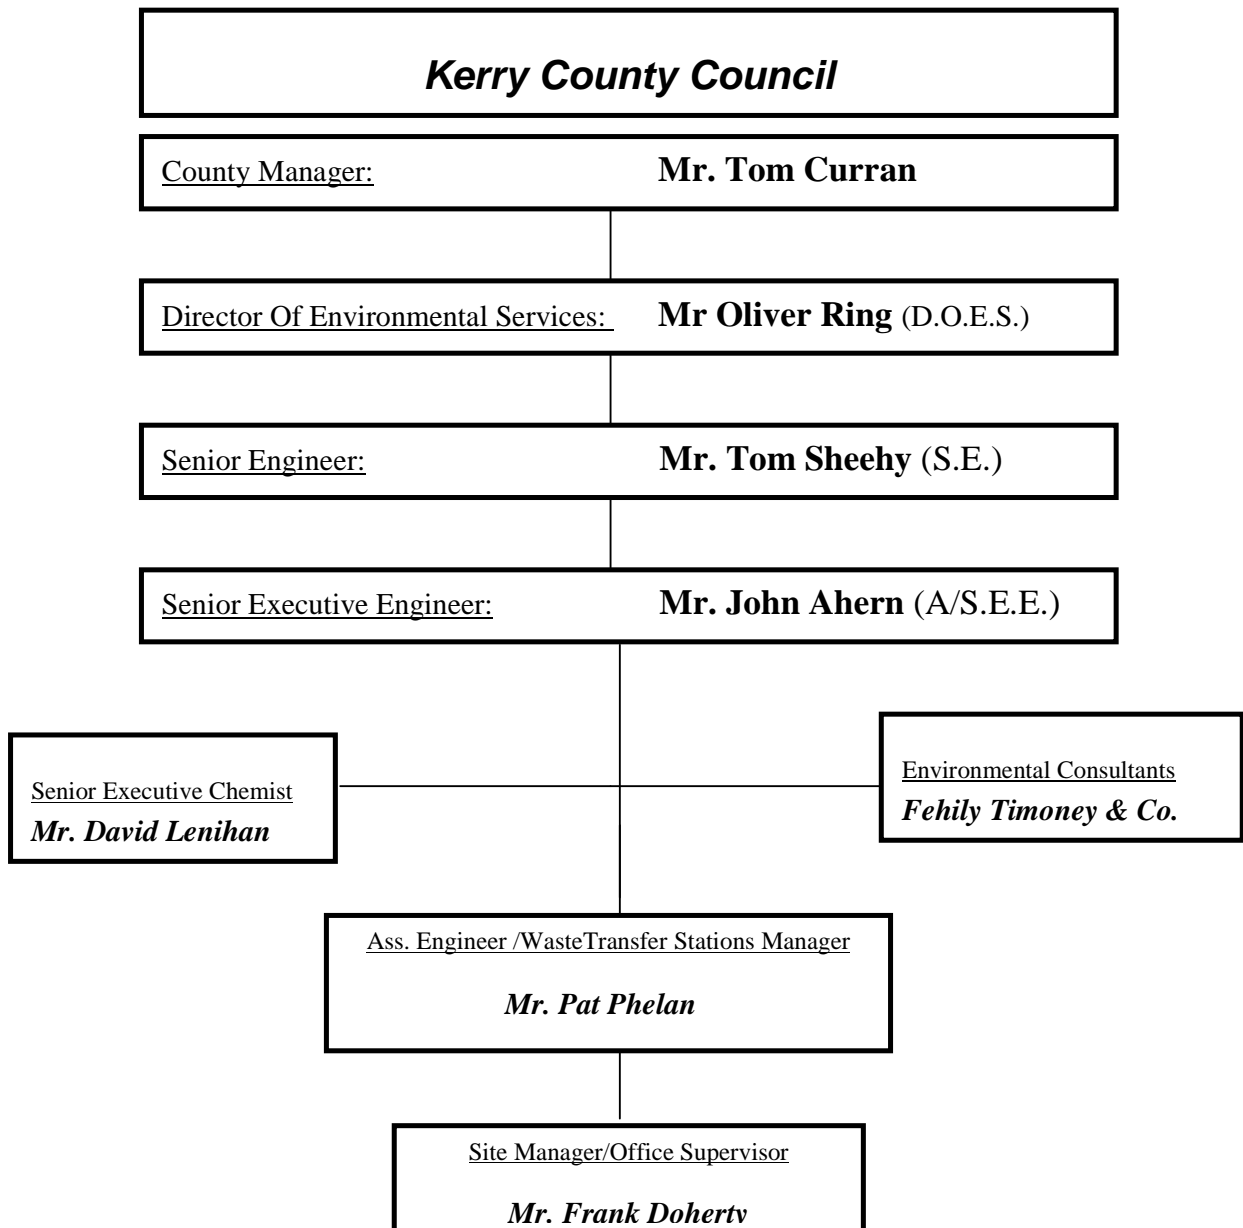 Kerry County Council
County Manager: Mr. Tom Curran
Director Of Environmental Services: Mr Oliver Ring (D.O.E.S.)
Senior Engineer: Mr. Tom Sheehy (S.E.)
Senior Executive Engineer: Mr. John Ahern (A/S.E.E.)
Senior Executive Chemist
Mr. David Lenihan
Environmental Consultants
Fehily Timoney & Co.
Ass. Engineer /WasteTransfer Stations Manager
Mr. Pat Phelan
Site Manager/Office Supervisor
Mr. Frank Doherty